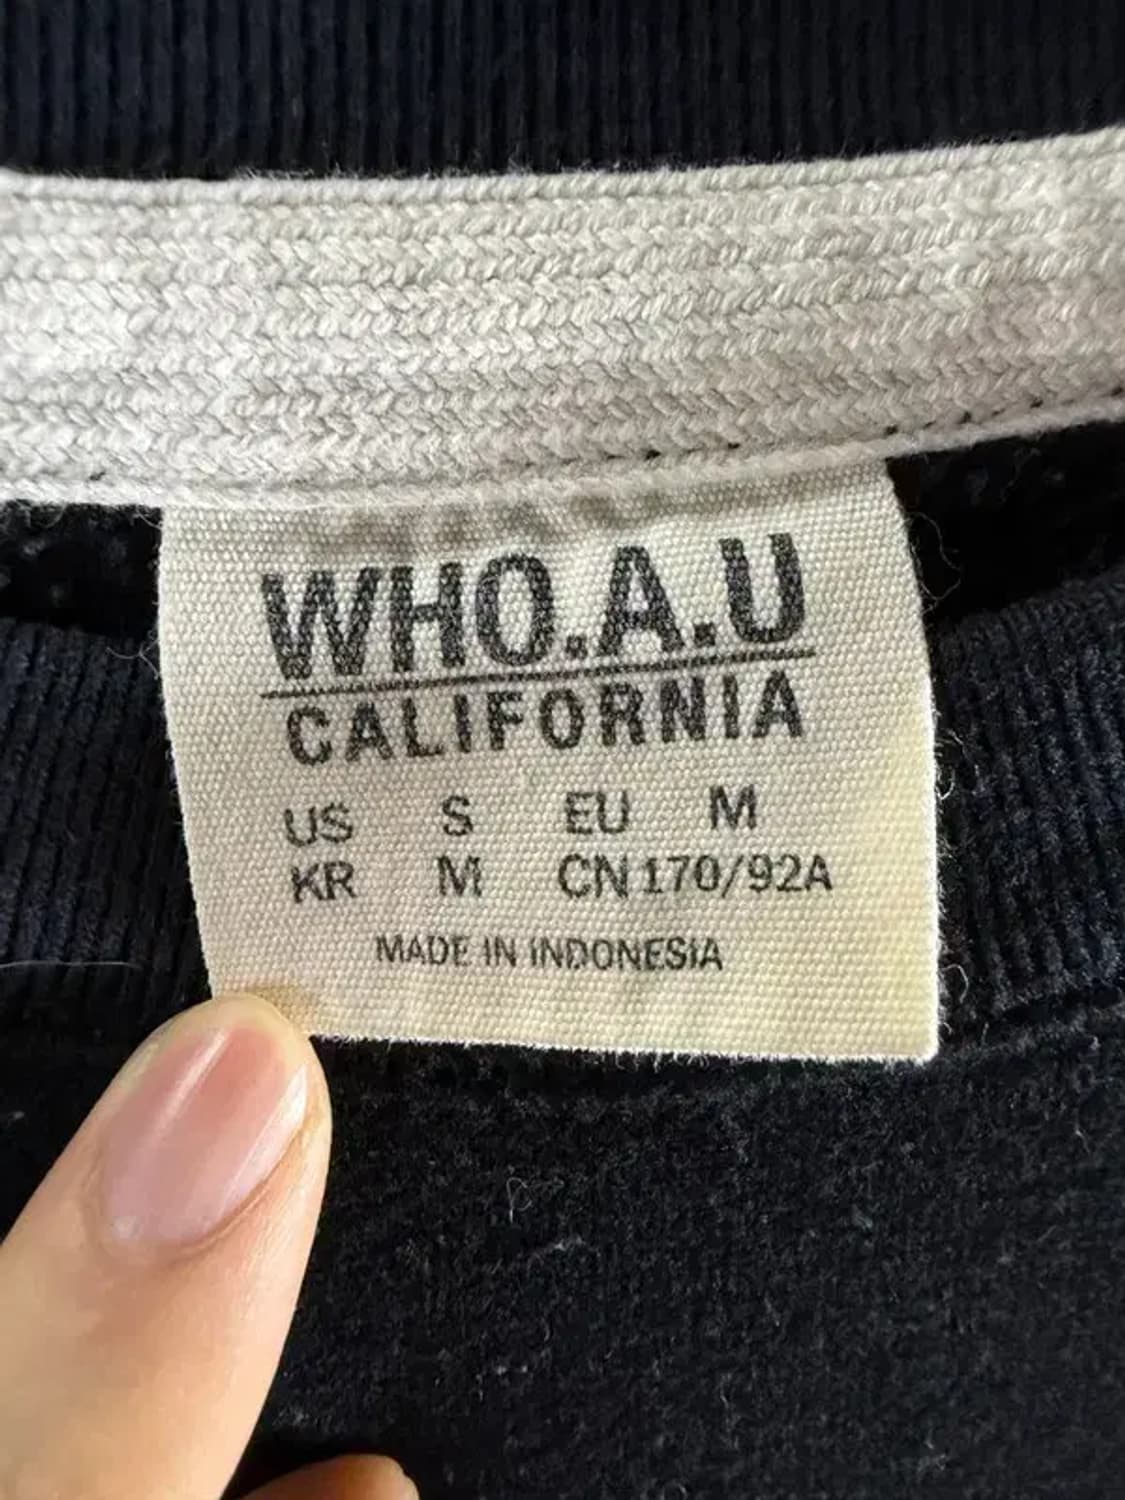 WHO.A.U
CALIFORNIA
US S EU M
KR M CN 170/92A
MADE IN INDONESIA